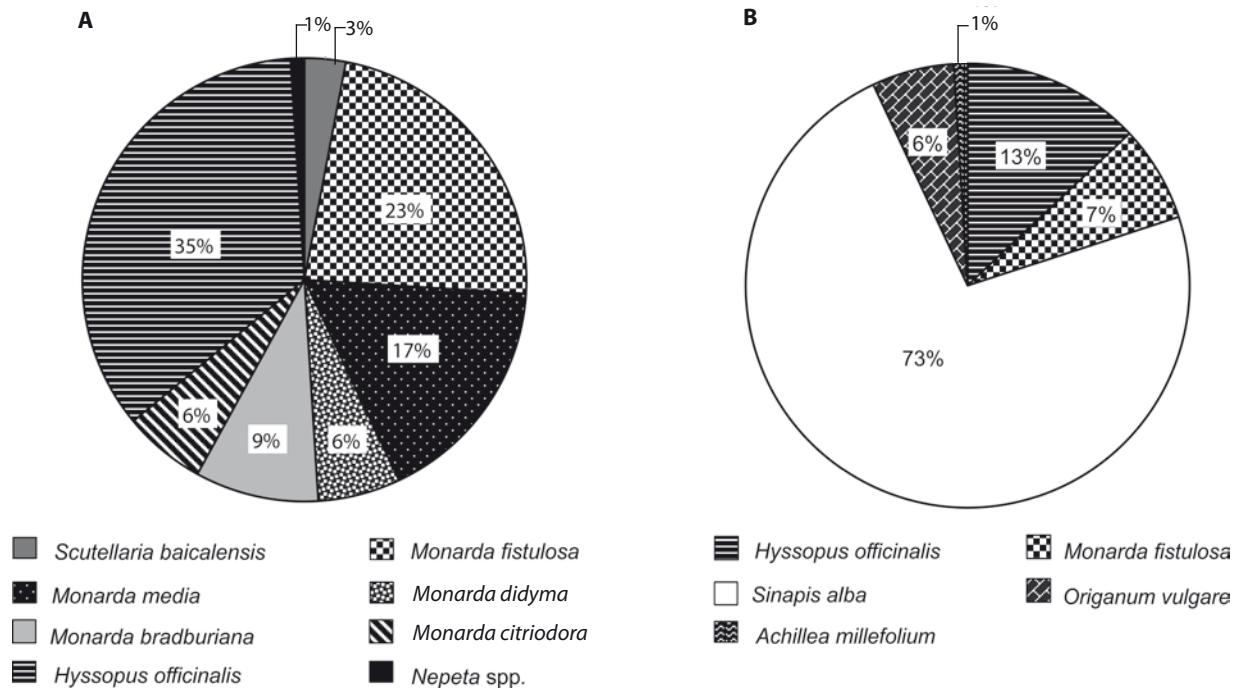 A
B
1%
3%
1%
6%
13%
23%
7%
35%
17%
73%
6%
9%
6%
Scutellaria baicalensis
Monarda fistulosa
Monarda media
Monarda didyma
Monarda bradburiana
Monarda citriodora
Hyssopus officinalis
Nepeta spp.
Hyssopus officinalis
Monarda fistulosa
Sinapis alba
Origanum vulgare
Achillea millefolium